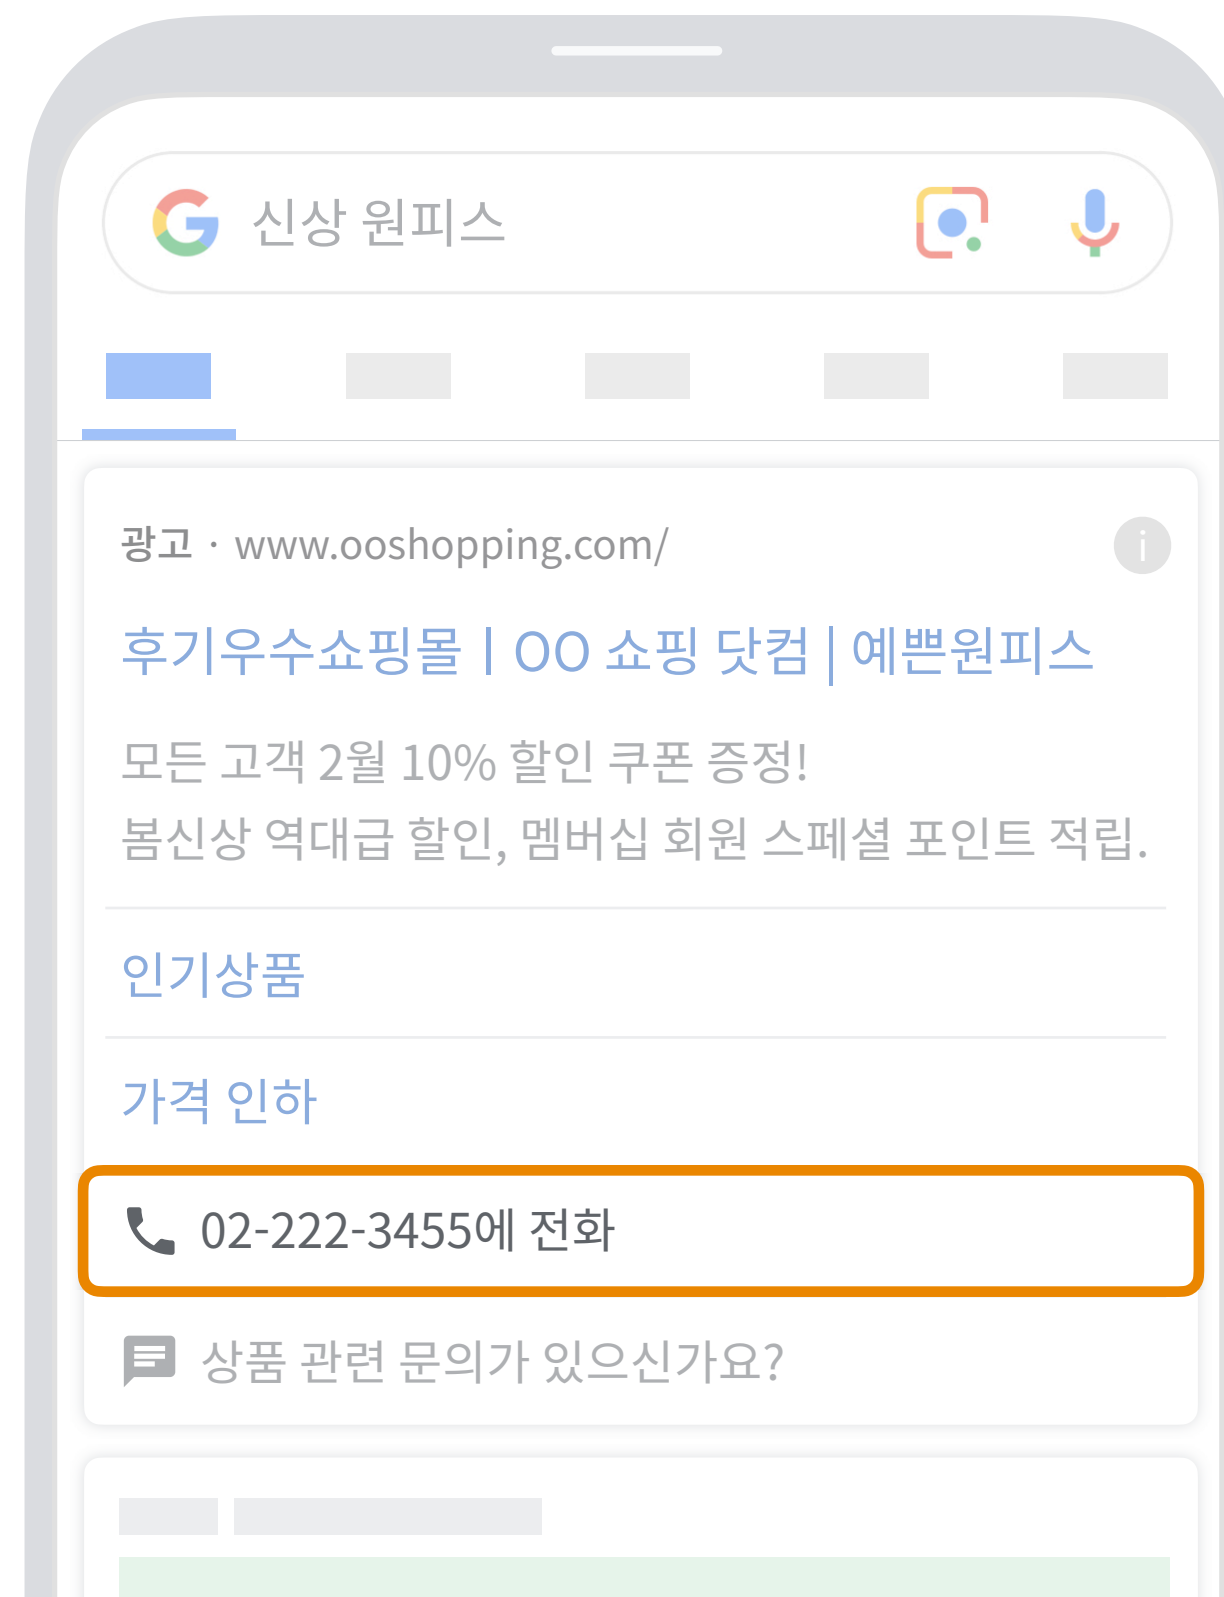 신상 원피스
광고 · www.ooshopping.com/
후기우수쇼핑몰ㅣOO 쇼핑 닷컴 | 예쁜원피스
모든 고객 2월 10% 할인 쿠폰 증정!
봄신상 역대급 할인, 멤버십 회원 스페셜 포인트 적립.
인기상품
가격 인하
02-222-3455에 전화
상품 관련 문의가 있으신가요?